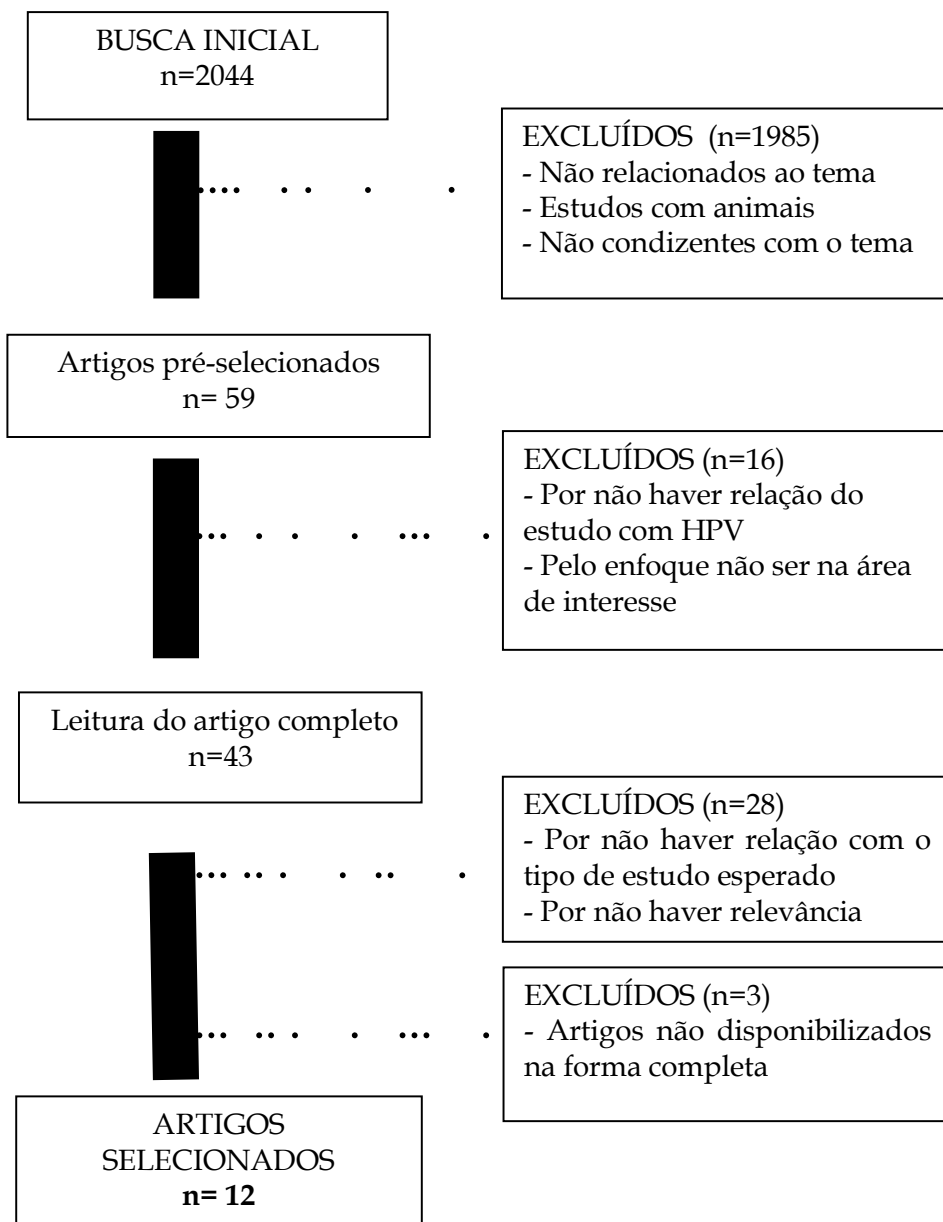 BUSCA INICIAL
n=2044
EXCLUÍDOS (n=1985)
- Não relacionados ao tema
- Estudos com animais
- Não condizentes com o tema
Artigos pré-selecionados
n= 59
EXCLUÍDOS (n=16)
- Por não haver relação do
estudo com HPV
- Pelo enfoque não ser na área
de interesse
Leitura do artigo completo
n=43
EXCLUÍDOS (n=28)
- Por não haver relação com o
tipo de estudo esperado
- Por não haver relevância
EXCLUÍDOS (n=3)
- Artigos não disponibilizados
na forma completa
ARTIGOS
SELECIONADOS
n= 12